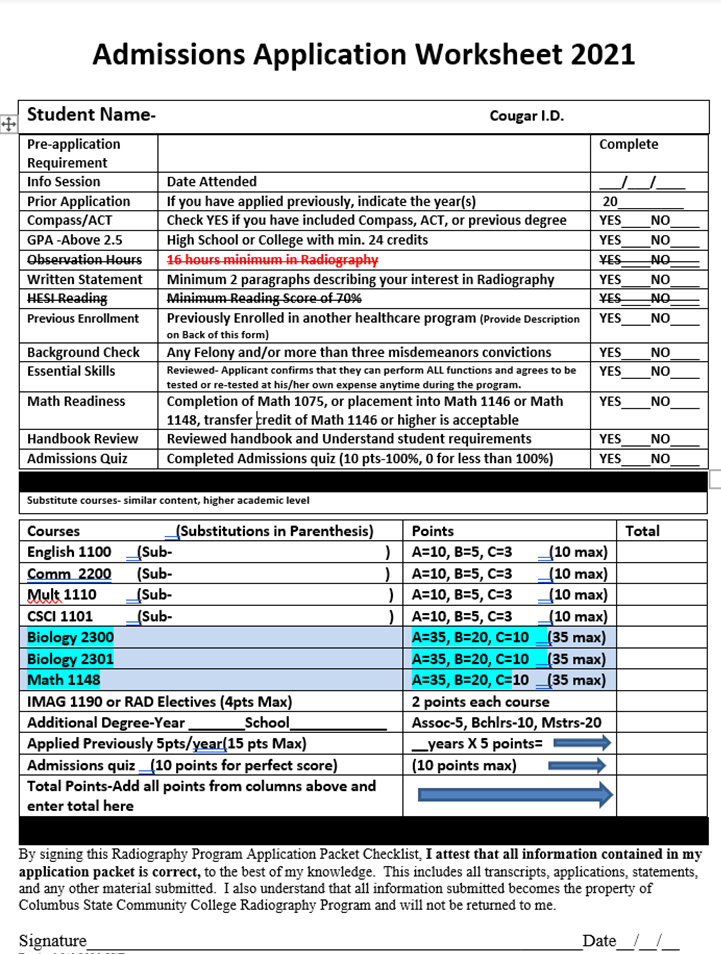 Admissions Application Worksheet 2021
Student Name- Cougar I.D.
Pre-application Requirement Complete
Info Session Date Attended __/__/___
Prior Application If you have applied previously, indicate the year(s) 20________
Compass/ACT Check YES if you have included Compass, ACT, or previous degree YES____NO____
GPA -Above 2.5 High School or College with min. 24 credits YES____NO____
Observation Hours 16 hours minimum in Radiography YES____NO____
Written Statement Minimum 2 paragraphs describing your interest in Radiography YES____NO____
HESI Reading Minimum Reading Score of 70% YES____NO____
Previous Enrollment Previously Enrolled in another healthcare program (Provide Description YES____NO____
on Back of this form)
Background Check Any Felony and/or more than three misdemeanors convictions YES____NO____
Essential Skills Reviewed- Applicant confirms that they can perform ALL functions and agrees to be YES____NO____
tested or re-tested at his/her own expense anytime during the program.
Math Readiness Completion of Math 1075, or placement into Math 1146 or Math YES____NO____
1148, transfer credit of Math 1146 or higher is acceptable
Handbook Review Reviewed handbook and Understand student requirements YES____NO____
Admissions Quiz Completed Admissions quiz (10 pts-100%, 0 for less than 100%) YES____NO____
Substitute courses- similar content, higher academic level
Courses __(Substitutions in Parenthesis) Points Total
English 1100 __(Sub- ) A=10, B=5, C=3 __(10 max)
Comm 2200 (Sub- ) A=10, B=5, C=3 __(10 max)
Mult 1110 __(Sub- ) A=10, B=5, C=3 __(10 max)
CSCI 1101 __(Sub- ) A=10, B=5, C=3 __(10 max)
Biology 2300 A=35, B=20, C=10 __(35 max)
Biology 2301 A=35, B=20, C=10 __(35 max)
Math 1148 A=35, B=20, C=10 __(35 max)
IMAG 1190 or RAD Electives (4pts Max) 2 points each course
Additional Degree-Year _______School____________ Assoc-5, Bchlrs-10, Mstrs-20
Applied Previously 5pts/year(15 pts Max) __years X 5 points=
Admissions quiz __(10 points for perfect score) (10 points max)
Total Points-Add all points from columns above and
enter total here
By signing this Radiography Program Application Packet Checklist, I attest that all information contained in my
application packet is correct, to the best of my knowledge. This includes all transcripts, applications, statements,
and any other material submitted. I also understand that all information submitted becomes the property of
Columbus State Community College Radiography Program and will not be returned to me.
Signature____________________Date__/__/__